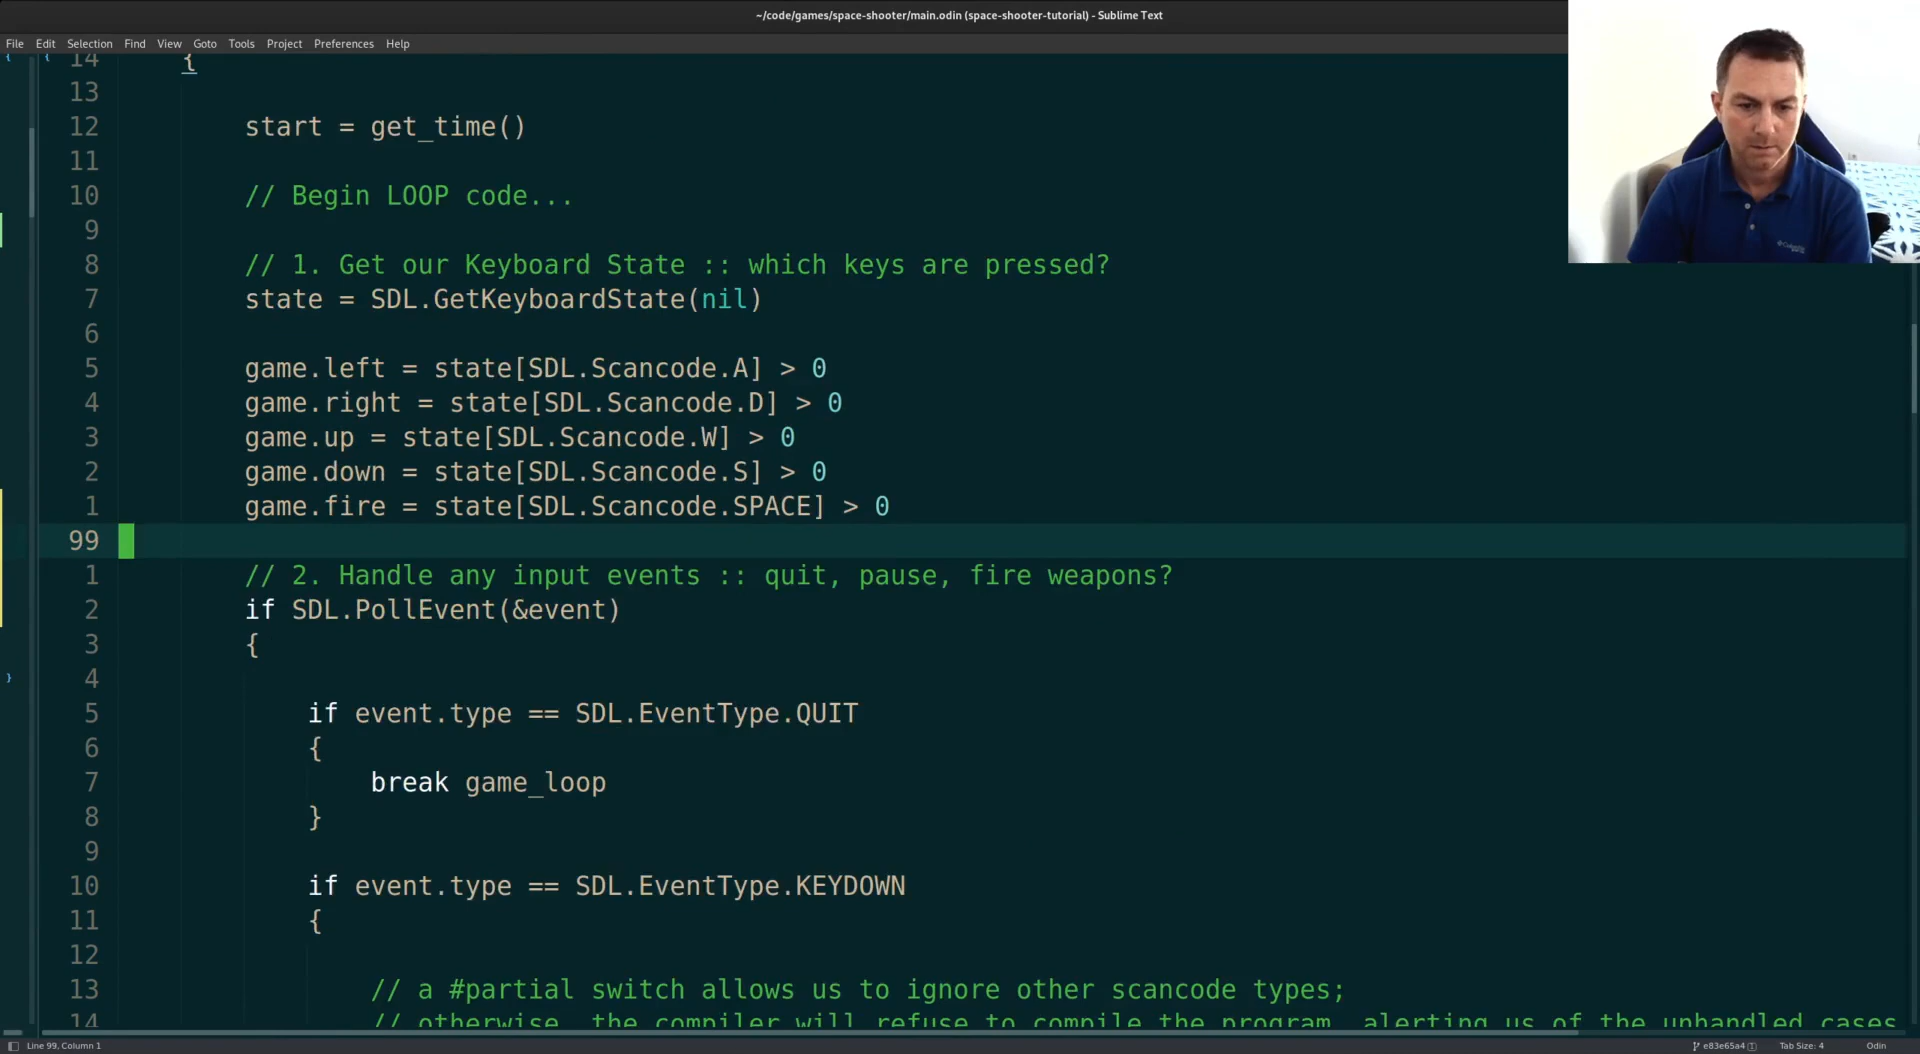 ~/code/games/space-shooter/main.odin (space-shooter-tutorial) - Sublime Text
File Edit Selection Find View Goto Tools Project Preferences Help
14 {
13
12 start = get_time()
11
10 // Begin LOOP code...
9
8 // 1. Get our Keyboard State :: which keys are pressed?
7 state = SDL.GetKeyboardState(nil)
6
5 game.left = state[SDL.Scancode.A] > 0
4 game.right = state[SDL.Scancode.D] > 0
3 game.up = state[SDL.Scancode.W] > 0
2 game.down = state[SDL.Scancode.S] > 0
1 game.fire = state[SDL.Scancode.SPACE] > 0
99
1 // 2. Handle any input events :: quit, pause, fire weapons?
2 if SDL.PollEvent(&event)
3 {
4
5 if event.type == SDL.EventType.QUIT
6 {
7 break game_loop
8 }
9
10 if event.type == SDL.EventType.KEYDOWN
11 {
12
13 // a #partial switch allows us to ignore other scancode types;
14 // otherwise, the compiler will refuse to compile the program, alerting us of the unhandled cases
Line 99, Column 1 e83e65a4 1 Tab Size: 4 Odin